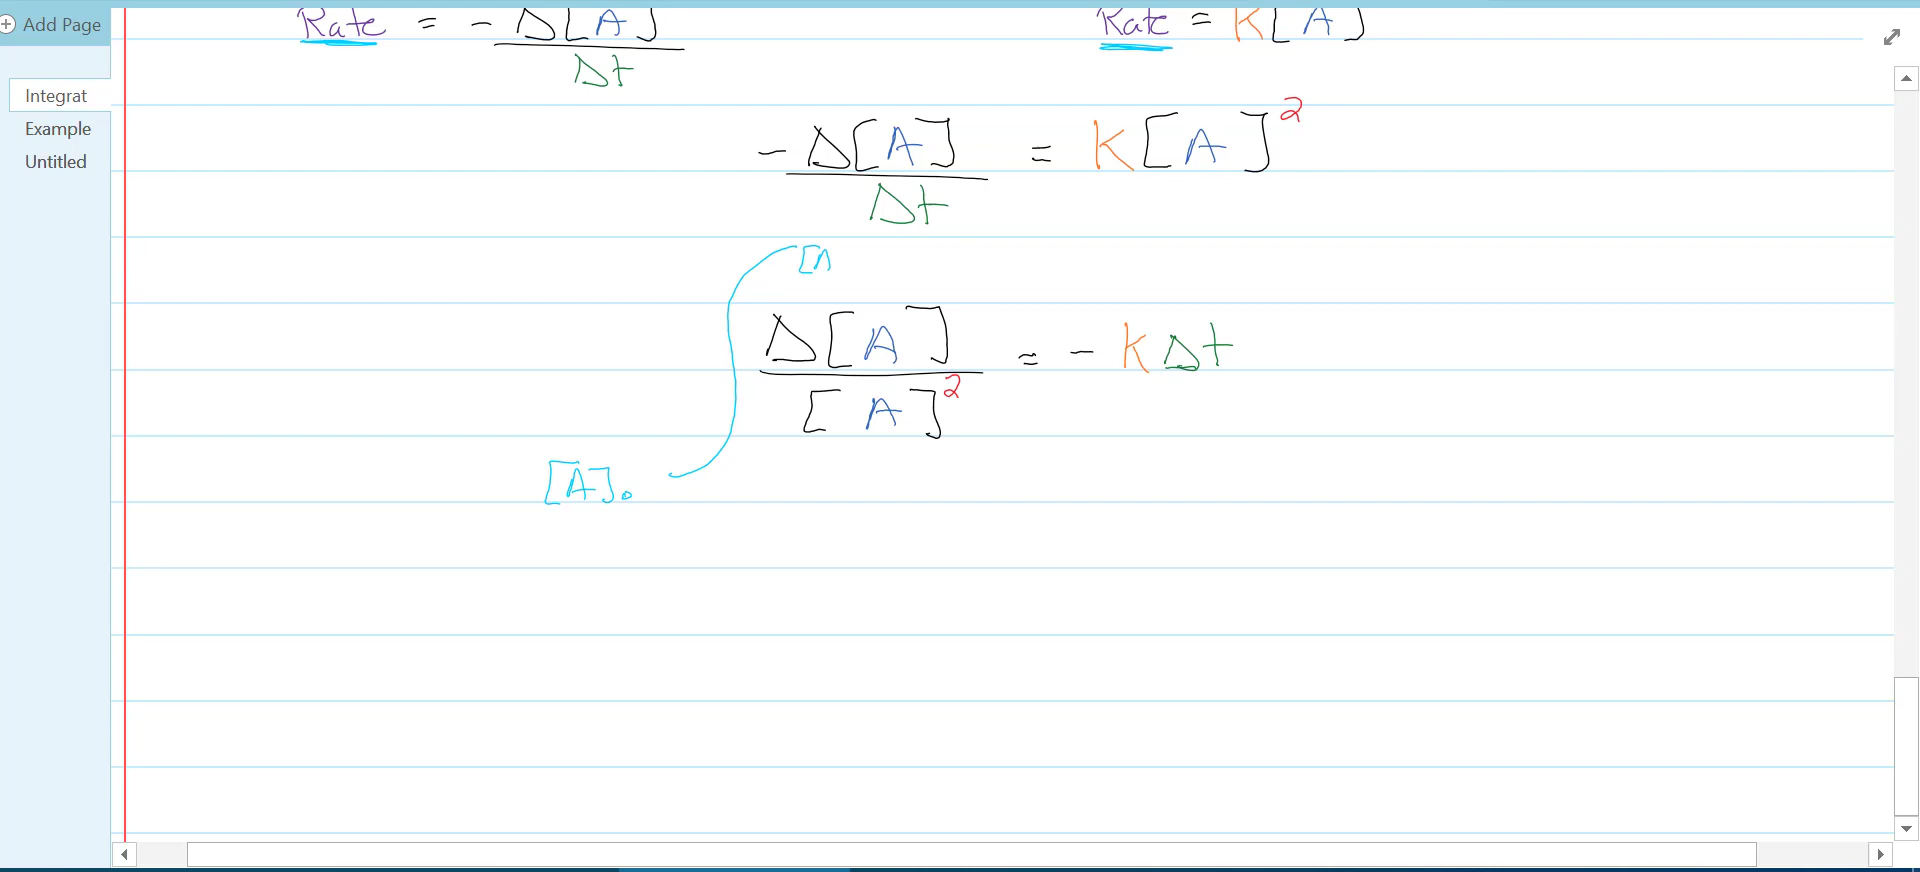 Add Page
Integrat
Example
Untitled
Rate = - Δ[A] / Δt
Rate = K[A]
- Δ[A] / Δt = K[A]²
[A
∫ Δ[A] / [A]² = - K Δt
[A]₀